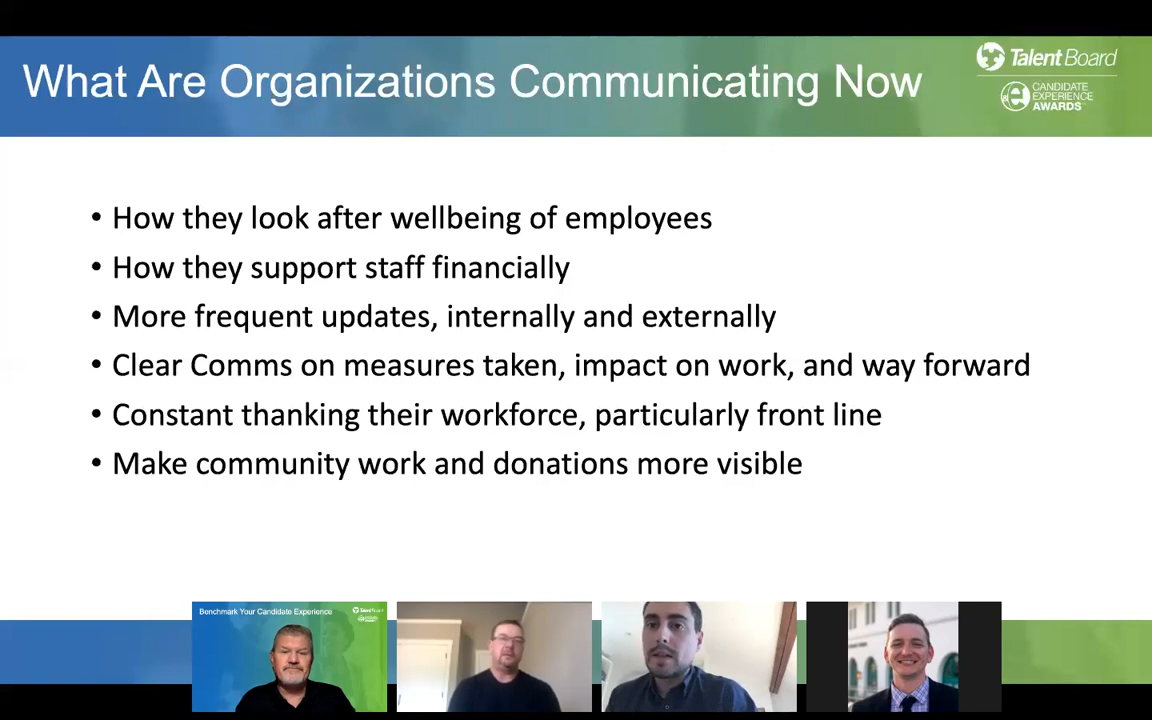 What Are Organizations Communicating Now
TalentBoard
CANDIDATE
EXPERIENCE
AWARDS
• How they look after wellbeing of employees
• How they support staff financially
• More frequent updates, internally and externally
• Clear Comms on measures taken, impact on work, and way forward
• Constant thanking their workforce, particularly front line
• Make community work and donations more visible
Benchmark Your Candidate Experience
TalentBoard